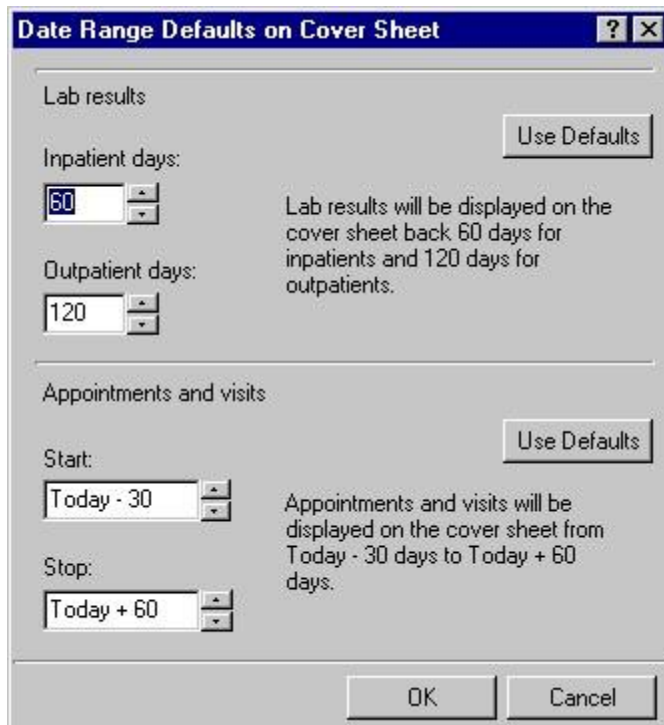 Date Range Defaults on Cover Sheet
Lab results
Use Defaults
Inpatient days:
60
Lab results will be displayed on the
cover sheet back 60 days for
inpatients and 120 days for
outpatients.
Outpatient days:
120
Appointments and visits
Use Defaults
Start:
Today - 30
Appointments and visits will be
displayed on the cover sheet from
Today - 30 days to Today + 60
days.
Stop:
Today + 60
OK
Cancel